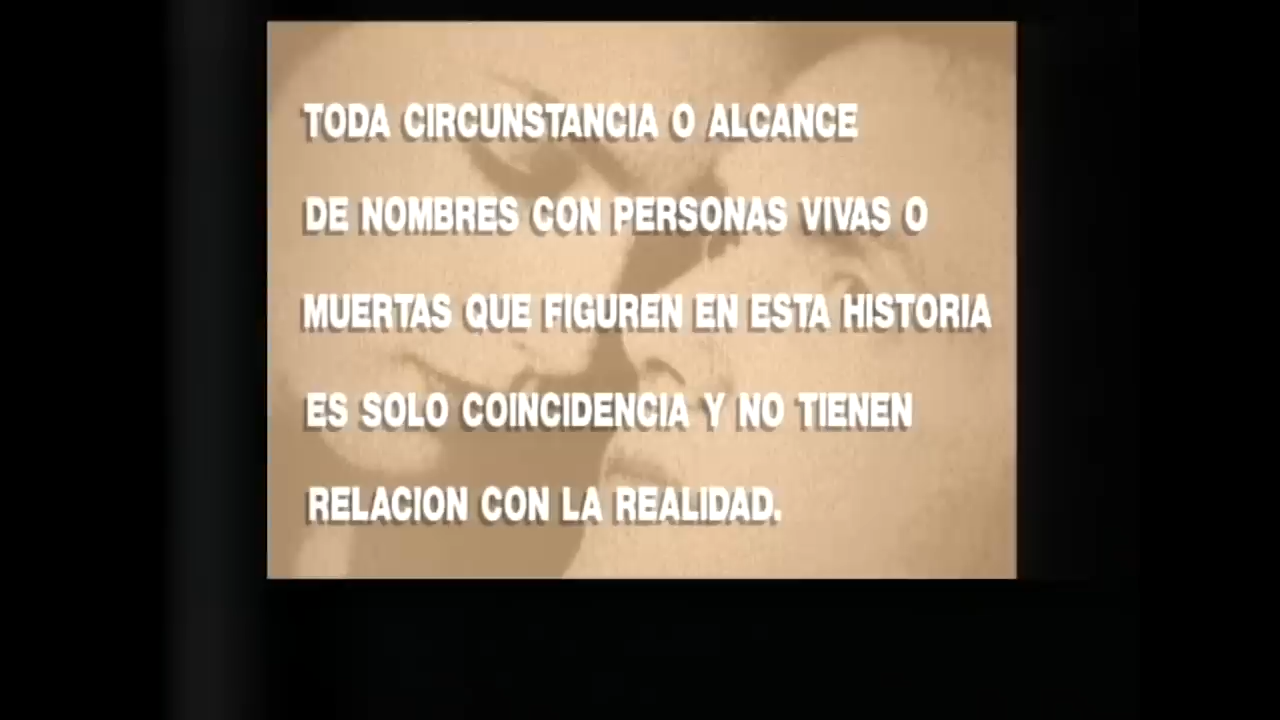 TODA CIRCUNSTANCIA O ALCANCE
DE NOMBRES CON PERSONAS VIVAS O
MUERTAS QUE FIGUREN EN ESTA HISTORIA
ES SOLO COINCIDENCIA Y NO TIENEN
RELACION CON LA REALIDAD.